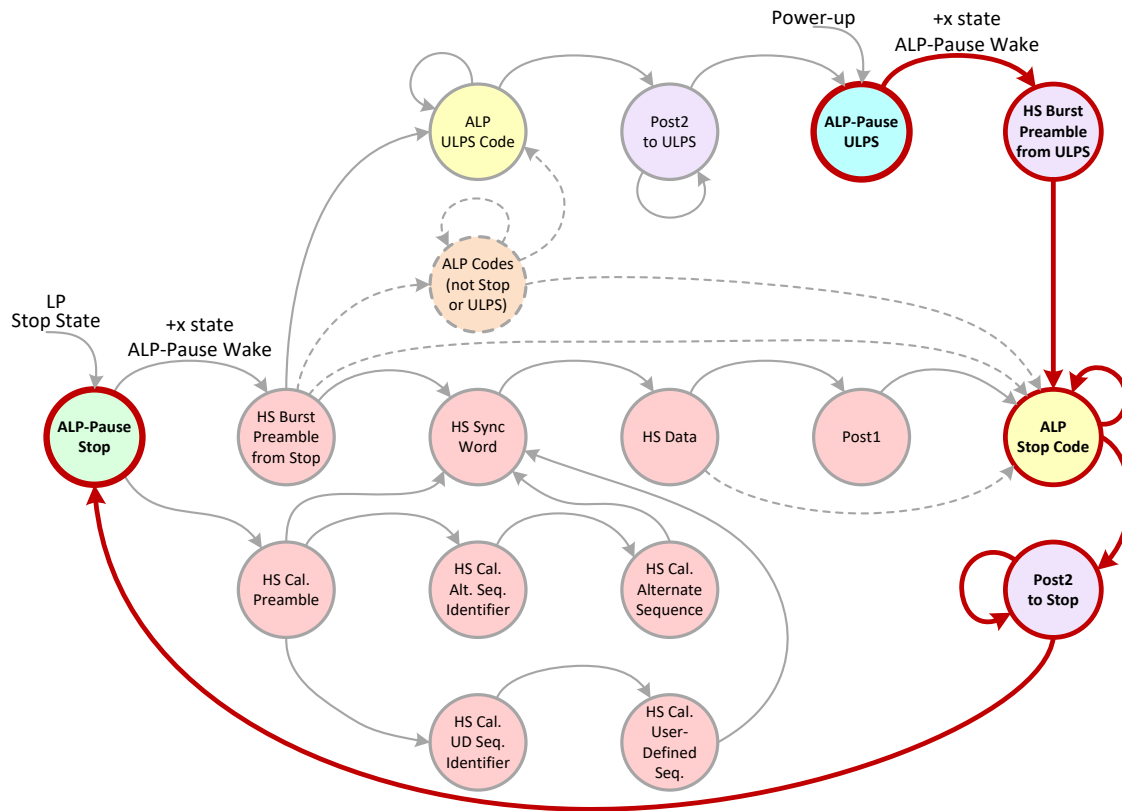 Power-up
+x state
ALP-Pause Wake
ALP
ULPS Code
Post2
to ULPS
ALP-Pause
ULPS
HS Burst
Preamble
from ULPS
ALP Codes
(not Stop
or ULPS)
LP
Stop State
+x state
ALP-Pause Wake
ALP-Pause
Stop
HS Burst
Preamble
from Stop
HS Sync
Word
HS Data
Post1
ALP
Stop Code
HS Cal.
Preamble
HS Cal.
Alt. Seq.
Identifier
HS Cal.
Alternate
Sequence
Post2
to Stop
HS Cal.
UD Seq.
Identifier
HS Cal.
User-
Defined
Seq.